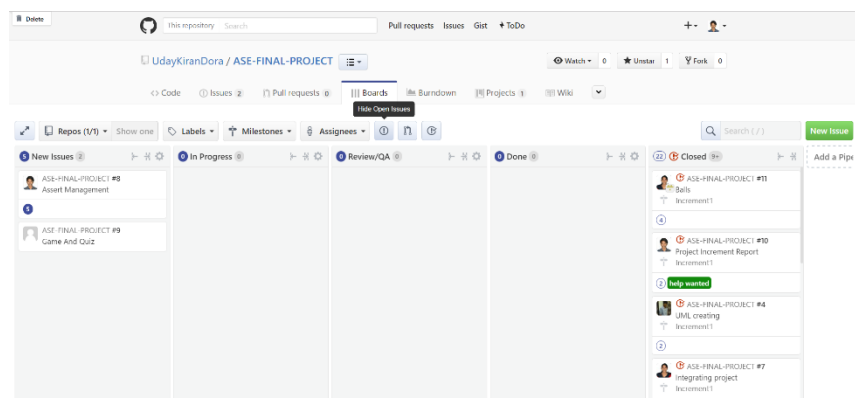 Delete
This repository Search Pull requests Issues Gist + ToDo
UdayKiranDora / ASE-FINAL-PROJECT Watch 0 Unstar 1 Fork 0
Code Issues 2 Pull requests 0 Boards Burndown Projects 1 Wiki
Hide Open Issues
Repos (1/1) Show one Labels Milestones Assignees Search (./.) New Issue
5 New Issues 2 0 In Progress 0 0 Review/QA 0 0 Done 0 22 Closed 9+ Add a Pipe
ASE-FINAL-PROJECT #8
Assert Management
5
ASE-FINAL-PROJECT #9
Game And Quiz
ASE-FINAL-PROJECT #11
Balls
Increment1
4
ASE-FINAL-PROJECT #10
Project Increment Report
Increment1
2 help wanted
ASE-FINAL-PROJECT #4
UML creating
Increment1
2
ASE-FINAL-PROJECT #7
Integrating project
Increment1